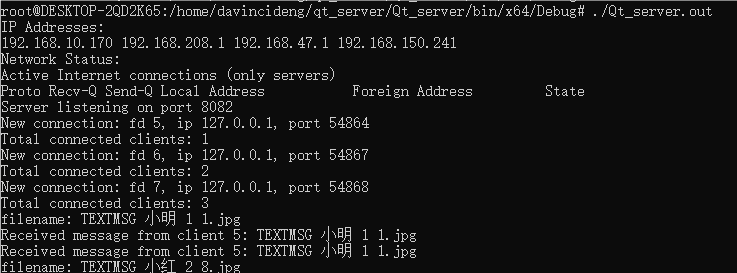 root@DESKTOP-2QD2K65:/home/davincideng/qt_server/Qt_server/bin/x64/Debug# ./Qt_server.out
IP Addresses:
192.168.10.170 192.168.208.1 192.168.47.1 192.168.150.241
Network Status:
Active Internet connections (only servers)
Proto Recv-Q Send-Q Local Address           Foreign Address         State
Server listening on port 8082
New connection: fd 5, ip 127.0.0.1, port 54864
Total connected clients: 1
New connection: fd 6, ip 127.0.0.1, port 54867
Total connected clients: 2
New connection: fd 7, ip 127.0.0.1, port 54868
Total connected clients: 3
filename: TEXTMSG 小明 1 1.jpg
Received message from client 5: TEXTMSG 小明 1 1.jpg
Received message from client 5: TEXTMSG 小明 1 1.jpg
filename: TEXTMSG 小红 2 8.jpg